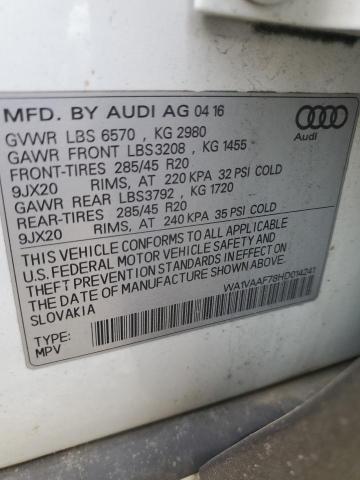 MFD. BY AUDI AG 04 16
GVWR LBS 6570 , KG 2980
GAWR FRONT LBS3208 , KG 1455
FRONT-TIRES 285/45 R20
9JX20 RIMS, AT 220 KPA 32 PSI COLD
GAWR REAR LBS3792 , KG 1720
REAR-TIRES 285/45 R20
9JX20 RIMS, AT 240 KPA 35 PSI COLD
THIS VEHICLE CONFORMS TO ALL APPLICABLE
U.S. FEDERAL MOTOR VEHICLE SAFETY AND
THEFT PREVENTION STANDARDS IN EFFECT ON
THE DATE OF MANUFACTURE SHOWN ABOVE.
SLOVAKIA
WA1VAAF78HD014241
TYPE:
MPV